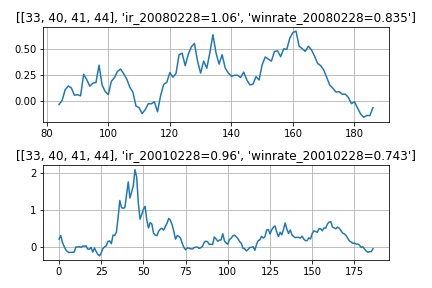 [[33, 40, 41, 44], 'ir_20080228=1.06', 'winrate_20080228=0.835']
0.50
0.25
0.00
80 100 120 140 160 180
[[33, 40, 41, 44], 'ir_20010228=0.96', 'winrate_20010228=0.743']
2
1
0
0 25 50 75 100 125 150 175